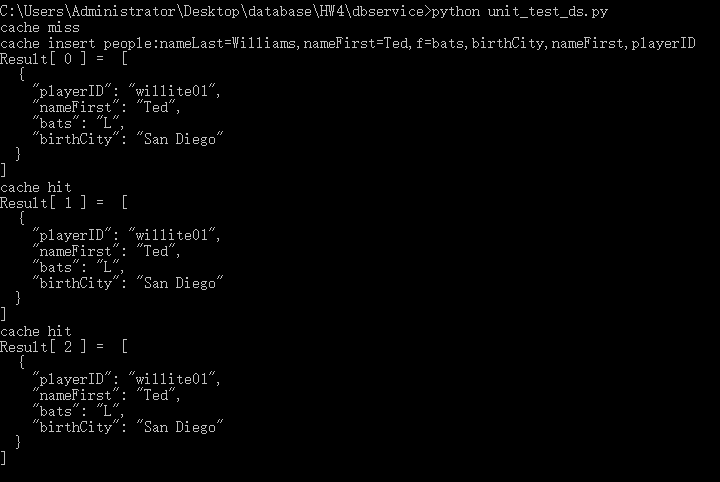 C:\Users\Administrator\Desktop\database\HW4\dbservice>python unit_test_ds.py
cache miss
cache insert people:nameLast=Williams,nameFirst=Ted,f=bats,birthCity,nameFirst,playerID
Result[ 0 ] =  [
  {
    "playerID": "willite01",
    "nameFirst": "Ted",
    "bats": "L",
    "birthCity": "San Diego"
  }
]
cache hit
Result[ 1 ] =  [
  {
    "playerID": "willite01",
    "nameFirst": "Ted",
    "bats": "L",
    "birthCity": "San Diego"
  }
]
cache hit
Result[ 2 ] =  [
  {
    "playerID": "willite01",
    "nameFirst": "Ted",
    "bats": "L",
    "birthCity": "San Diego"
  }
]